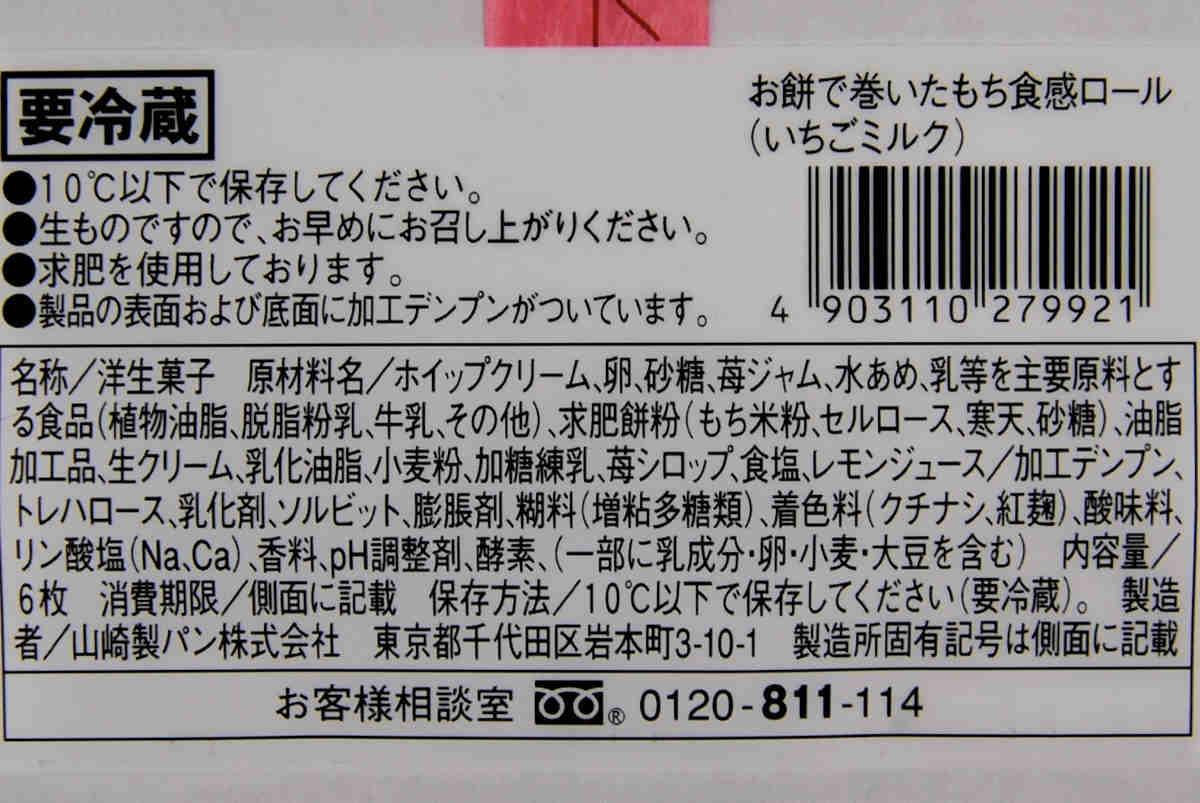 要冷蔵
●10℃以下で保存してください。
●生ものですので、お早めにお召し上がりください。
●求肥を使用しております。
●製品の表面および底面に加工デンプンがついています。
お餅で巻いたもち食感ロール
(いちごミルク)
4 903110 279921
名称／洋生菓子　原材料名／ホイップクリーム、卵、砂糖、苺ジャム、水あめ、乳等を主要原料とす
る食品(植物油脂、脱脂粉乳、牛乳、その他)、求肥餅粉(もち米粉、セルロース、寒天、砂糖)、油脂
加工品、生クリーム、乳化油脂、小麦粉、加糖練乳、苺シロップ、食塩、レモンジュース／加工デンプン、
トレハロース、乳化剤、ソルビット、膨脹剤、糊料(増粘多糖類)、着色料(クチナシ、紅麹)、酸味料、
リン酸塩(Na、Ca)、香料、pH調整剤、酵素、(一部に乳成分・卵・小麦・大豆を含む)　内容量／
6枚　消費期限／側面に記載　保存方法／10℃以下で保存してください(要冷蔵)。　製造
者／山崎製パン株式会社　東京都千代田区岩本町3-10-1　製造所固有記号は側面に記載
お客様相談室 ® 0120-811-114